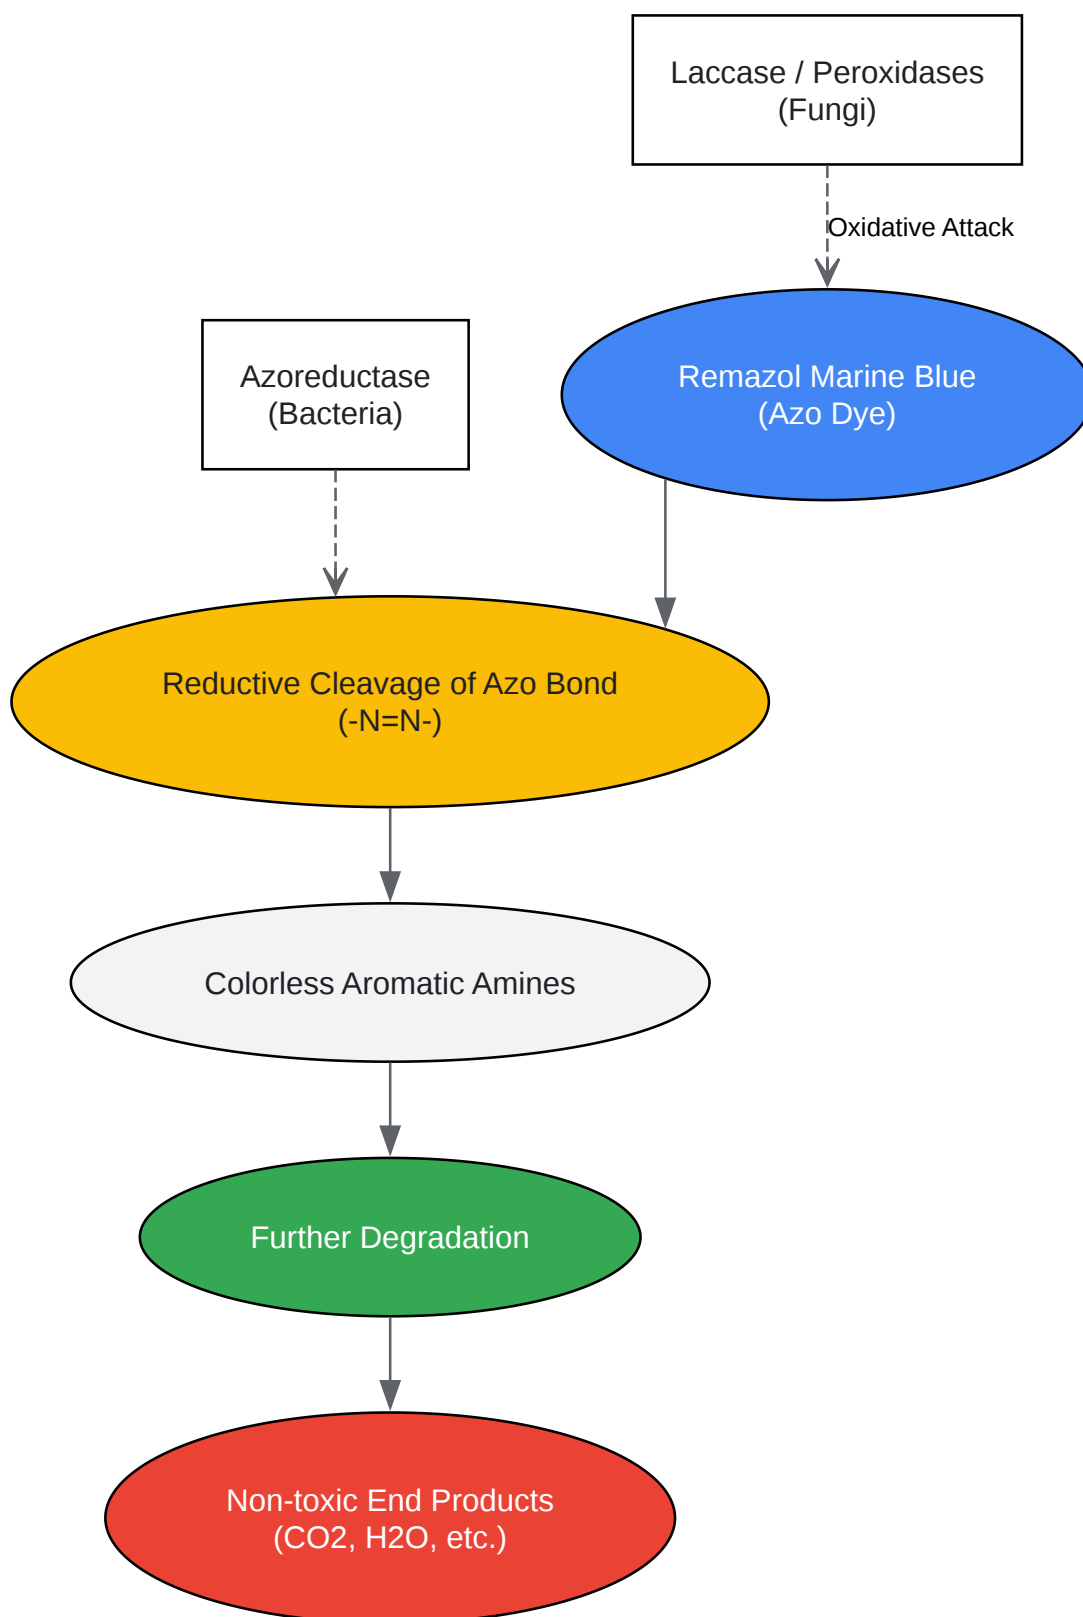 Laccase / Peroxidases
(Fungi)
Oxidative Attack
Remazol Marine Blue
(Azo Dye)
Azoreductase
(Bacteria)
Reductive Cleavage of Azo Bond
(-N=N-)
Colorless Aromatic Amines
Further Degradation
Non-toxic End Products
(CO2, H2O, etc.)